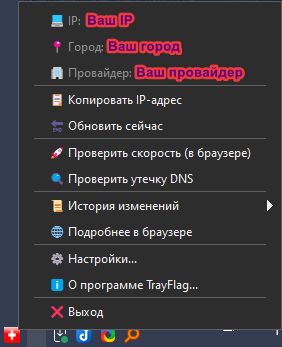 IP: Ваш IP
Город: Ваш город
Провайдер: Ваш провайдер
Копировать IP-адрес
Обновить сейчас
Проверить скорость (в браузере)
Проверить утечку DNS
История изменений
Подробнее в браузере
Настройки...
О программе TrayFlag...
Выход